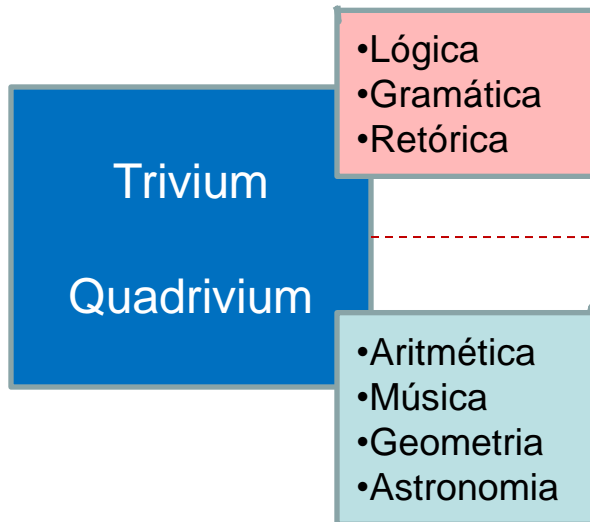 Trivium
Quadrivium
•Lógica
•Gramática
•Retórica
•Aritmética
•Música
•Geometria
•Astronomia